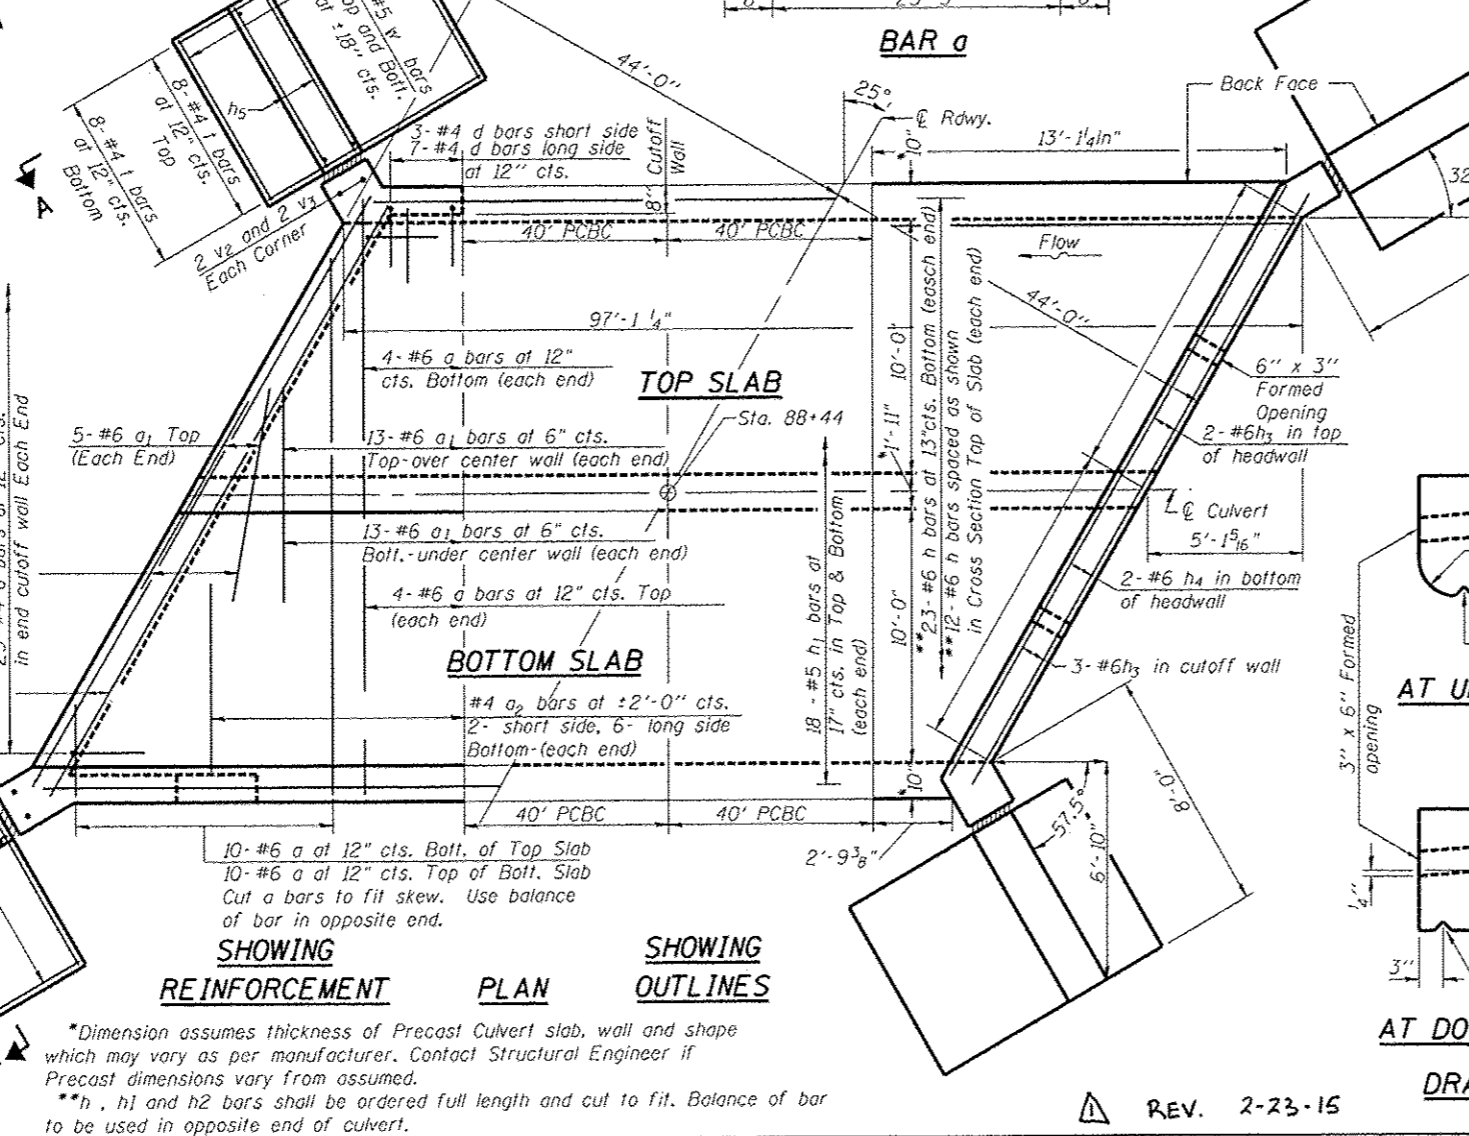 BAR a
#5 w bars
Top and Bott.
at ±18" cts.
h5
8- #4 t bars
at 12" cts.
Top
8- #4 t bars
at 12" cts.
Bottom
A
2 v2 and 2 v3
Each Corner
44'-0"
25°
℄ Rdwy.
Back Face
13'-1¼in"
*10"
32
3- #4 d bars short side
7- #4 d bars long side
at 12" cts.
8" Cutoff
Wall
40' PCBC
40' PCBC
Flow
97'-1 ¼"
44'-0"
4- #6 a bars at 12"
cts. Bottom (each end)
TOP SLAB
Sta. 88+44
6" x 3"
Formed
Opening
2- #6h3 in top
of headwall
5- #6 a1 Top
(Each End)
13- #6 a1 bars at 6" cts.
Top-over center wall (each end)
10'-0"
*1'-11"
10'-0"
**23- #6 h bars at 13"cts. Bottom (easch end)
**12- #6 h bars spaced as shown
in Cross Section Top of Slab (each end)
18 - #5 h1 bars at
17" cts. in Top & Bottom
(each end)
in end cutoff wall Each End
13- #6 a1 bars at 6" cts.
Bott.-under center wall (each end)
℄ Culvert
5'-1 5/16"
2- #6 h4 in bottom
of headwall
4- #6 a bars at 12" cts. Top
(each end)
3- #6h3 in cutoff wall
BOTTOM SLAB
#4 a2 bars at ±2'-0" cts.
2- short side, 6- long side
Bottom-(each end)
3" x 6" Formed
opening
AT U
*10"
40' PCBC
40' PCBC
2'-9⅜"
57.5°
6'-10"
8'-0"
¼"
3"
10- #6 a at 12" cts. Bott. of Top Slab
10- #6 a at 12" cts. Top of Bott. Slab
Cut a bars to fit skew. Use balance
of bar in opposite end.
SHOWING
REINFORCEMENT
PLAN
SHOWING
OUTLINES
*Dimension assumes thickness of Precast Culvert slab, wall and shape
which may vary as per manufacturer. Contact Structural Engineer if
Precast dimensions vary from assumed.
**h , h1 and h2 bars shall be ordered full length and cut to fit. Balance of bar
to be used in opposite end of culvert.
AT DO
DRA
1 REV. 2-23-15